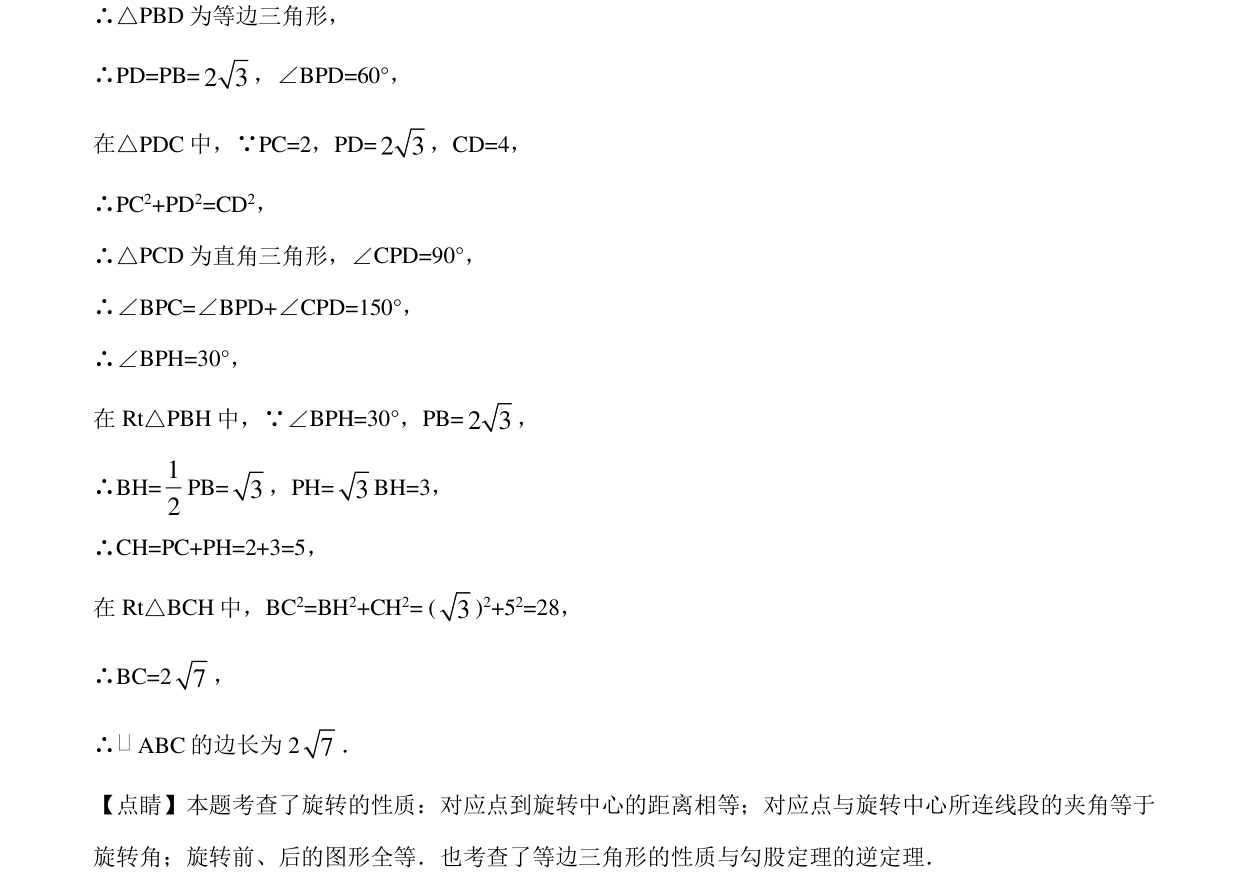 ∴△PBD 为等边三角形，
∴PD=PB=2√3，∠BPD=60°，
在△PDC 中，∵PC=2，PD=2√3，CD=4，
∴PC²+PD²=CD²，
∴△PCD 为直角三角形，∠CPD=90°，
∴∠BPC=∠BPD+∠CPD=150°，
∴∠BPH=30°，
在 Rt△PBH 中，∵∠BPH=30°，PB=2√3，
∴BH=1/2 PB=√3，PH=√3BH=3，
∴CH=PC+PH=2+3=5，
在 Rt△BCH 中，BC²=BH²+CH²=(√3)²+5²=28，
∴BC=2√7，
∴ ABC 的边长为 2√7．
【点睛】本题考查了旋转的性质：对应点到旋转中心的距离相等；对应点与旋转中心所连线段的夹角等于
旋转角；旋转前、后的图形全等．也考查了等边三角形的性质与勾股定理的逆定理．